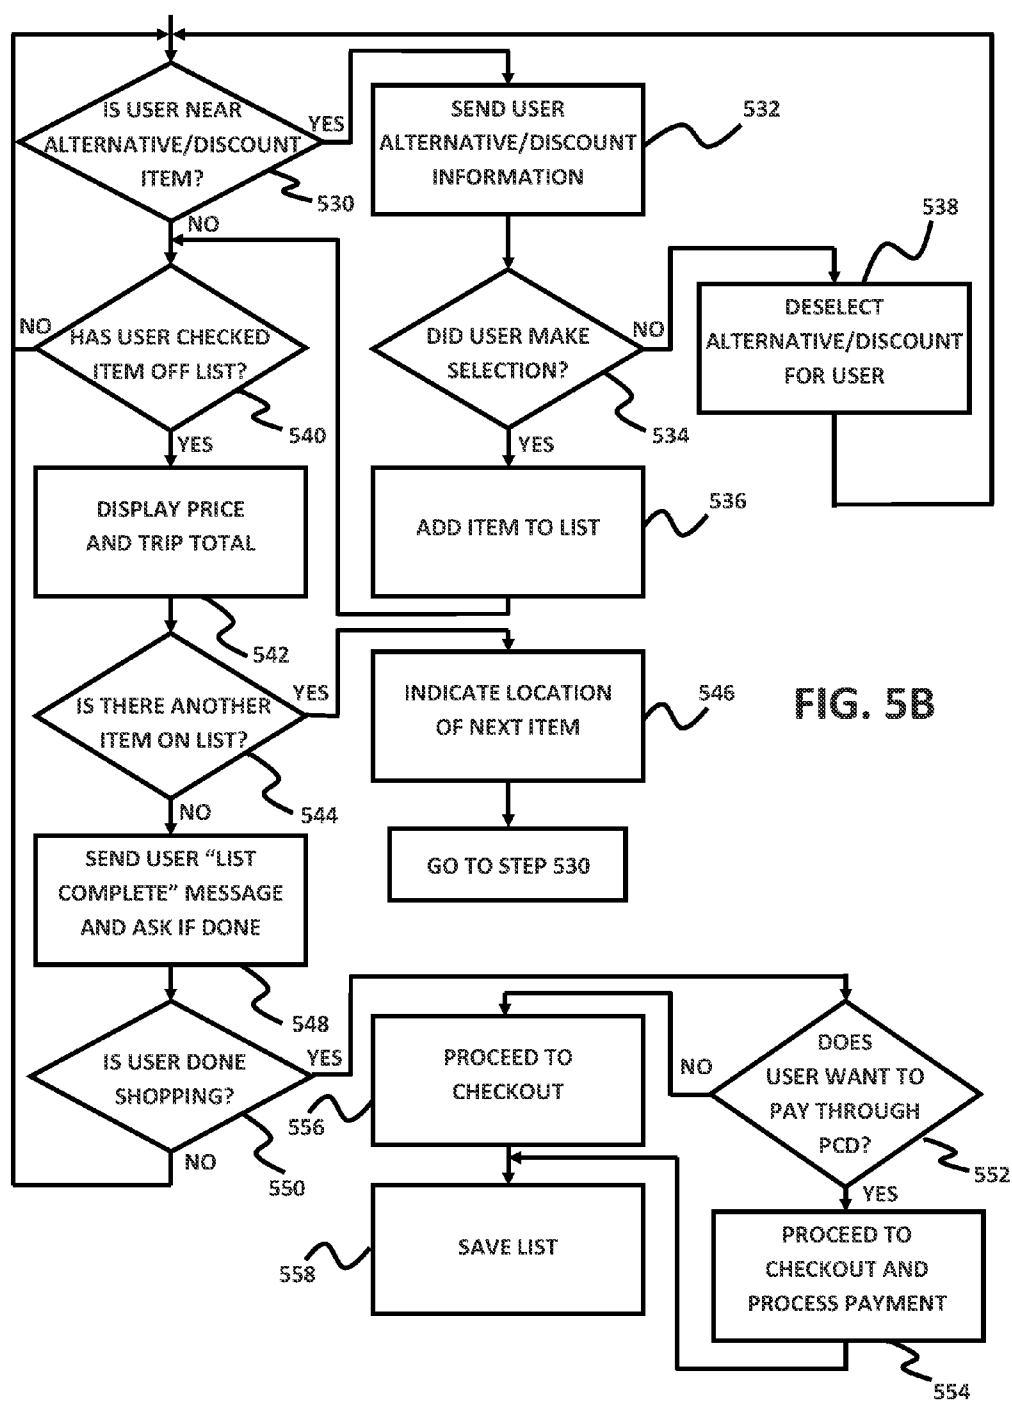 IS USER NEAR
ALTERNATIVE/DISCOUNT
ITEM?
YES
530
NO
SEND USER
ALTERNATIVE/DISCOUNT
INFORMATION
532
538
HAS USER CHECKED
ITEM OFF LIST?
NO
540
YES
DID USER MAKE
SELECTION?
NO
534
YES
DESELECT
ALTERNATIVE/DISCOUNT
FOR USER
DISPLAY PRICE
AND TRIP TOTAL
542
ADD ITEM TO LIST
536
IS THERE ANOTHER
ITEM ON LIST?
YES
544
NO
INDICATE LOCATION
OF NEXT ITEM
546
FIG. 5B
GO TO STEP 530
SEND USER “LIST
COMPLETE” MESSAGE
AND ASK IF DONE
548
IS USER DONE
SHOPPING?
YES
550
NO
PROCEED TO
CHECKOUT
556
NO
DOES
USER WANT TO
PAY THROUGH
PCD?
552
YES
SAVE LIST
558
PROCEED TO
CHECKOUT AND
PROCESS PAYMENT
554